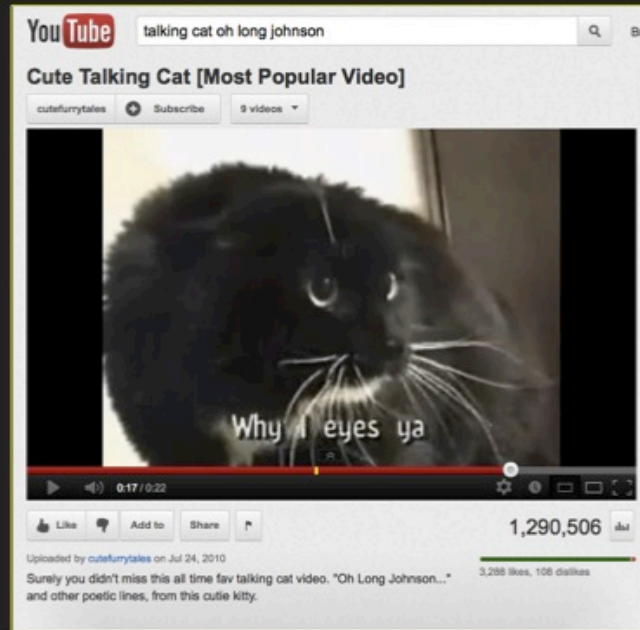 YouTube talking cat oh long johnson B
Cute Talking Cat [Most Popular Video]
cutefurrytales Subscribe 9 videos
Why I eyes ya
0:17 / 0:22
Like Add to Share 1,290,506
Uploaded by cutefurrytales on Jul 24, 2010
3,288 likes, 108 dislikes
Surely you didn't miss this all time fav talking cat video. "Oh Long Johnson..."
and other poetic lines, from this cutie kitty.